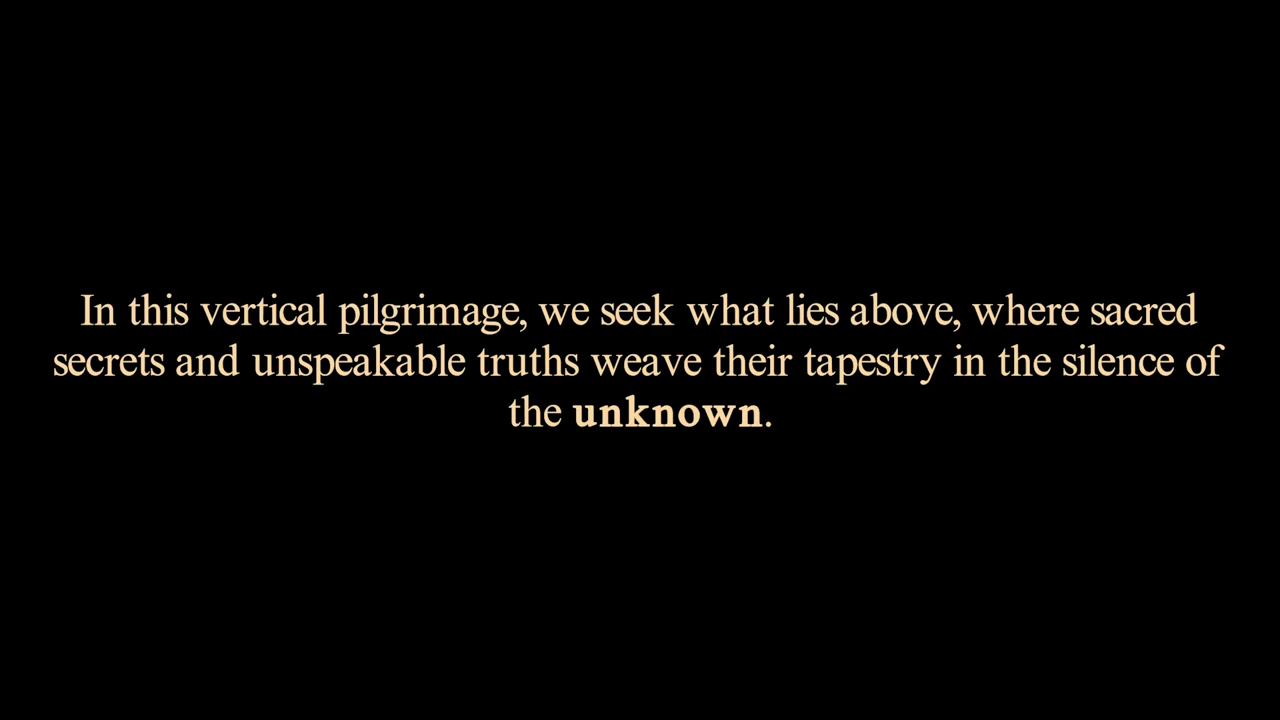 In this vertical pilgrimage, we seek what lies above, where sacred
secrets and unspeakable truths weave their tapestry in the silence of
the unknown.